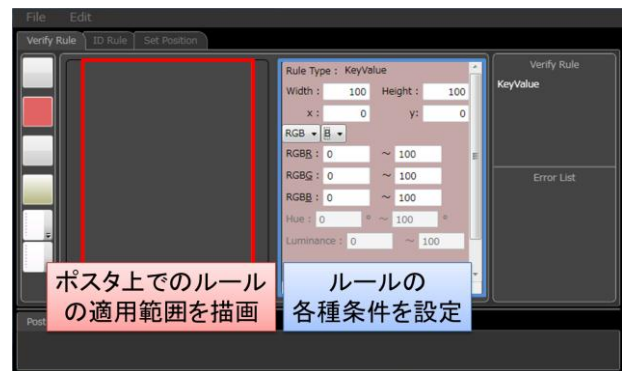 File Edit
Verify Rule ID Rule Set Position
Rule Type : KeyValue
Width : 100 Height : 100
x : 0 y: 0
RGB B
RGBR : 0 ~ 100
RGBG : 0 ~ 100
RGBB : 0 ~ 100
Hue : 0 ° ~ 100 °
Luminance : 0 ~ 100
Verify Rule
KeyValue
Error List
ポスタ上でのルール
の適用範囲を描画
ルールの
各種条件を設定
Post